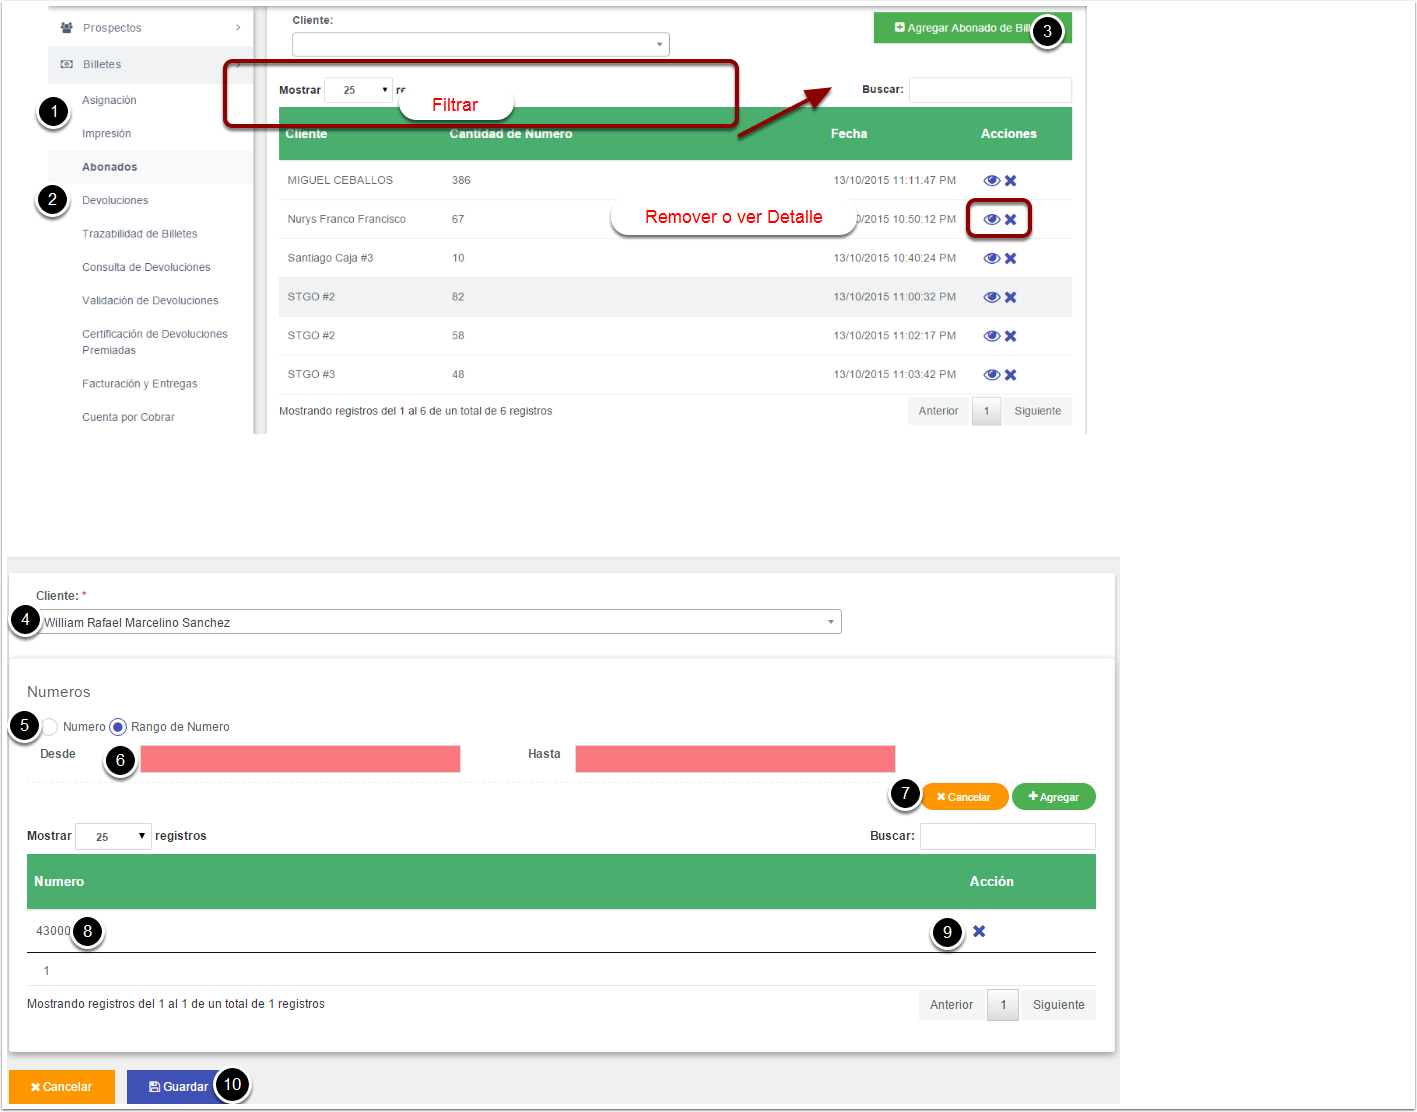 Prospectos
Billetes
Asignación
1
Impresión
Abonados
2
Devoluciones
Trazabilidad de Billetes
Consulta de Devoluciones
Validación de Devoluciones
Certificación de Devoluciones
Premiadas
Facturación y Entregas
Cuenta por Cobrar
Cliente:
Agregar Abonado de 3
Mostrar 25
Filtrar
Buscar:
Cliente Cantidad de Numero Fecha Acciones
MIGUEL CEBALLOS 386 13/10/2015 11:11:47 PM
Nurys Franco Francisco 67 10:50:12 PM
Remover o ver Detalle
Santiago Caja #3 10 13/10/2015 10:40:24 PM
STGO #2 82 13/10/2015 11:00:32 PM
STGO #2 58 13/10/2015 11:02:17 PM
STGO #3 48 13/10/2015 11:03:42 PM
Mostrando registros del 1 al 6 de un total de 6 registros
Anterior 1 Siguiente
Cliente: *
4 William Rafael Marcelino Sanchez
Numeros
5 Numero Rango de Numero
Desde 6 Hasta
7 Cancelar Agregar
Mostrar 25 registros Buscar:
Numero Acción
43000 8 9
1
Mostrando registros del 1 al 1 de un total de 1 registros
Anterior 1 Siguiente
Cancelar Guardar 10